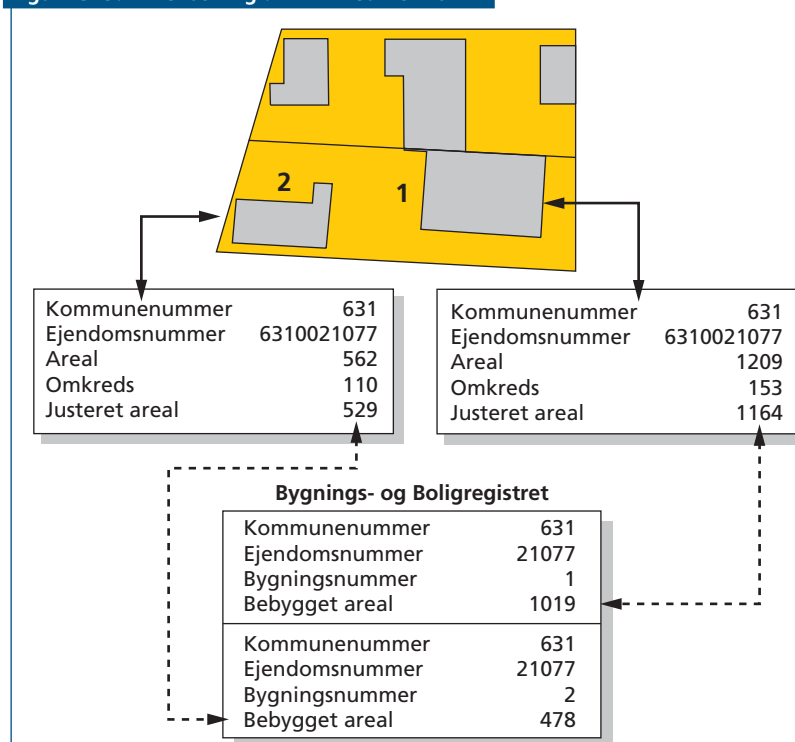 2
1
Kommunenummer 631
Ejendomsnummer 6310021077
Areal 562
Omkreds 110
Justeret areal 529
Kommunenummer 631
Ejendomsnummer 6310021077
Areal 1209
Omkreds 153
Justeret areal 1164
Bygnings- og Boligregistret
Kommunenummer 631
Ejendomsnummer 21077
Bygningsnummer 1
Bebygget areal 1019
Kommunenummer 631
Ejendomsnummer 21077
Bygningsnummer 2
Bebygget areal 478